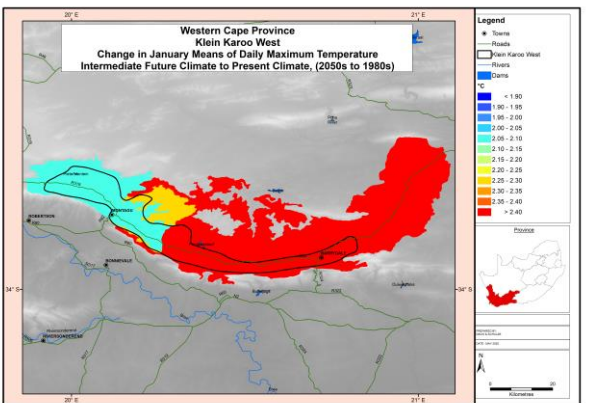 20° E
21° E
Western Cape Province
Klein Karoo West
Change in January Means of Daily Maximum Temperature
Intermediate Future Climate to Present Climate, (2050s to 1980s)
ROBERTSON
MONTAGU
BONNIEVALE
RIVIERSONDEREND
34° S
34° S
20° E
21° E
Legend
Towns
Roads
Klein Karoo West
Rivers
Dams
°C
< 1.90
1.90 - 1.95
1.95 - 2.00
2.00 - 2.05
2.05 - 2.10
2.10 - 2.15
2.15 - 2.20
2.20 - 2.25
2.25 - 2.30
2.30 - 2.35
2.35 - 2.40
> 2.40
Province
N
0 20
Kilometres